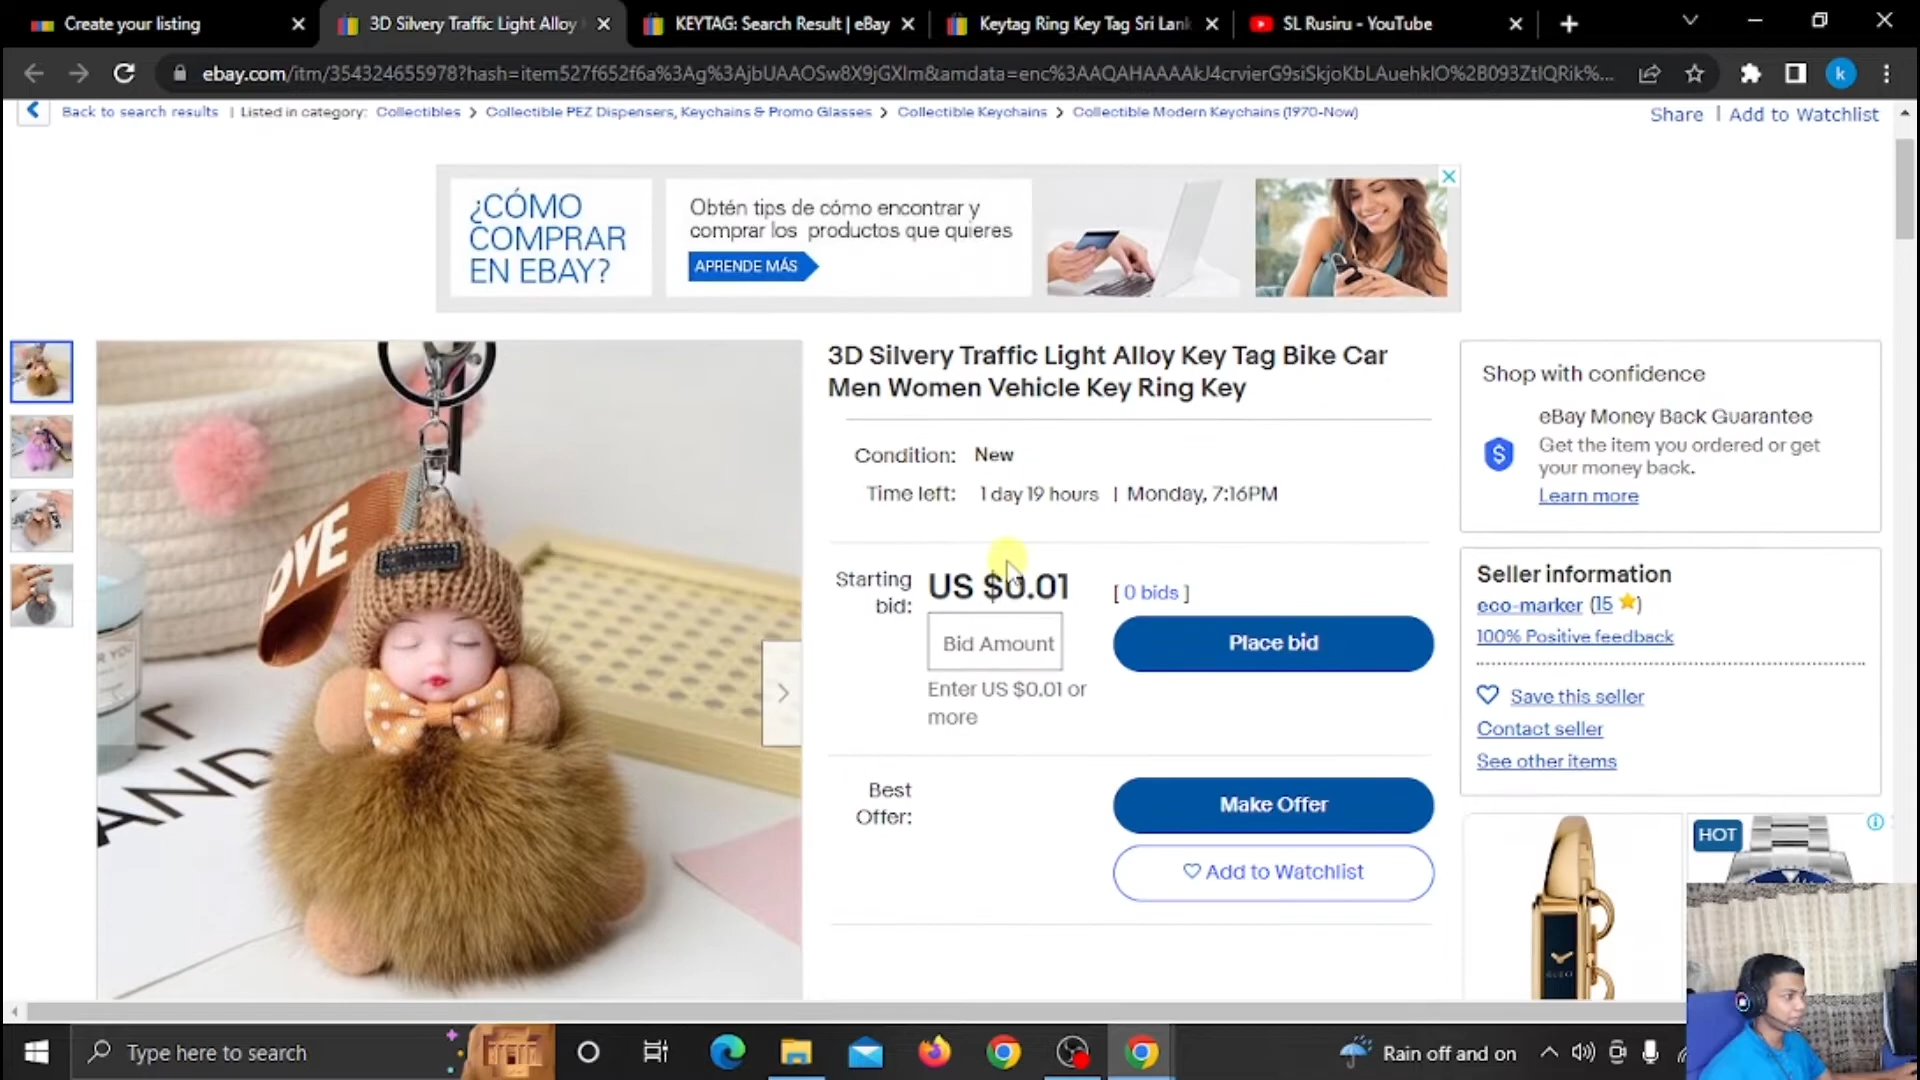 Create your listing
3D Silvery Traffic Light Alloy
KEYTAG: Search Result | eBay
Keytag Ring Key Tag Sri Lank
SL Rusiru - YouTube
ebay.com/itm/354324655978?hash=item527f652f6a%3Ag%3AjbUAAOSw8X9jGXlm&amdata=enc%3AAQAHAAAAkJ4crvierG9siSkjoKbLAuehklO%2B093ZtIQRik%...
k
Back to search results | Listed in category: Collectibles > Collectible PEZ Dispensers, Keychains & Promo Glasses > Collectible Keychains > Collectible Modern Keychains (1970-Now)
Share | Add to Watchlist
¿CÓMO
COMPRAR
EN EBAY?
Obtén tips de cómo encontrar y
comprar los productos que quieres
APRENDE MÁS
3D Silvery Traffic Light Alloy Key Tag Bike Car
Men Women Vehicle Key Ring Key
Condition: New
Time left: 1 day 19 hours | Monday, 7:16PM
Starting
bid:
US $0.01
[ 0 bids ]
Bid Amount
Place bid
Enter US $0.01 or
more
Best
Offer:
Make Offer
Add to Watchlist
Shop with confidence
eBay Money Back Guarantee
Get the item you ordered or get
your money back.
Learn more
Seller information
eco-marker (15)
100% Positive feedback
Save this seller
Contact seller
See other items
HOT
LOVE
AND
Type here to search
Rain off and on